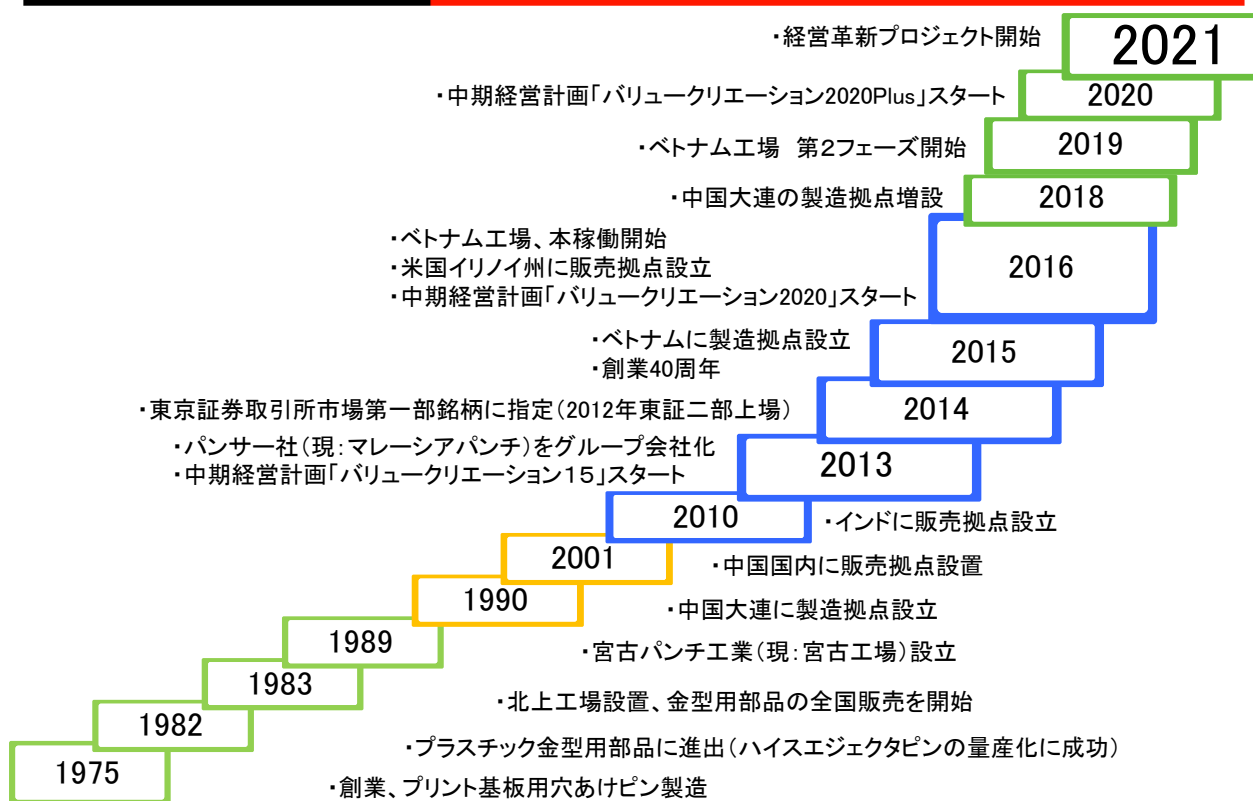 ・経営革新プロジェクト開始
2021
・中期経営計画「バリュークリエーション2020Plus」スタート
2020
・ベトナム工場　第2フェーズ開始
2019
・中国大連の製造拠点増設
2018
・ベトナム工場、本稼働開始
・米国イリノイ州に販売拠点設立
・中期経営計画「バリュークリエーション2020」スタート
2016
・ベトナムに製造拠点設立
・創業40周年
2015
・東京証券取引所市場第一部銘柄に指定(2012年東証二部上場)
2014
・パンサー社(現：マレーシアパンチ)をグループ会社化
・中期経営計画「バリュークリエーション１５」スタート
2013
2010
・インドに販売拠点設立
2001
・中国国内に販売拠点設置
1990
・中国大連に製造拠点設立
1989
・宮古パンチ工業(現：宮古工場)設立
1983
・北上工場設置、金型用部品の全国販売を開始
1982
・プラスチック金型用部品に進出(ハイスエジェクタピンの量産化に成功)
1975
・創業、プリント基板用穴あけピン製造